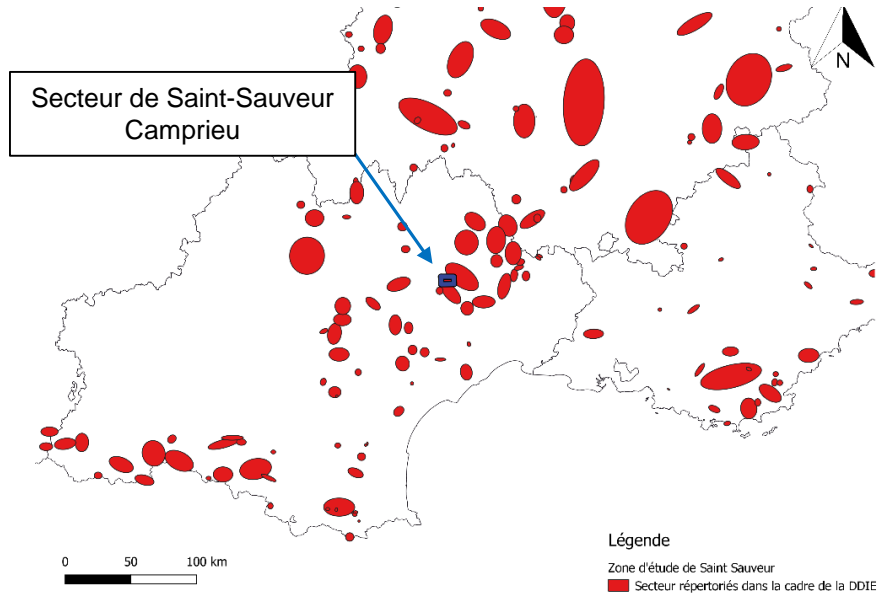 N
Secteur de Saint-Sauveur
Camprieu
0 50 100 km
Légende
Zone d'étude de Saint Sauveur
Secteur répertoriés dans la cadre de la DDIE